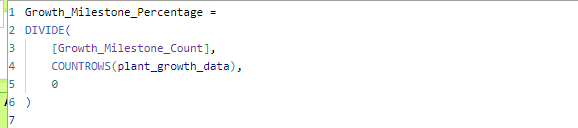 1 Growth_Milestone_Percentage =
2 DIVIDE(
3     [Growth_Milestone_Count],
4     COUNTROWS(plant_growth_data),
5     0
6 )
7